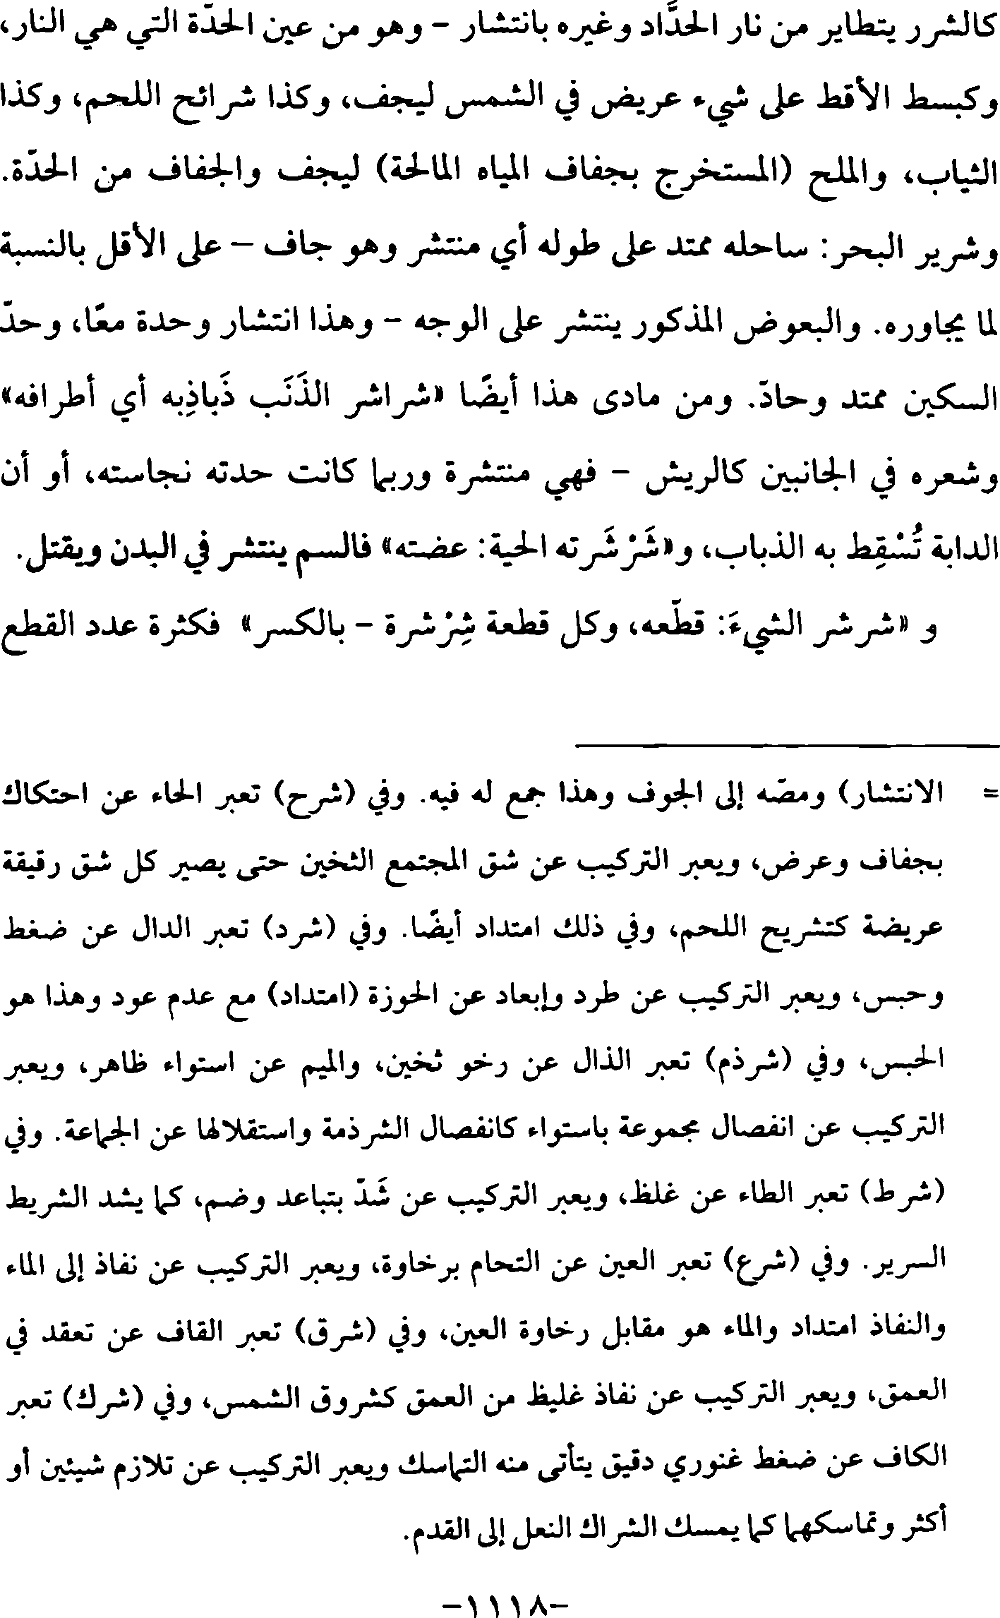 كالشرر يتطاير من نار الحدَّاد وغيره بانتشار - وهو من عين الحدّة التي هي النار،
وكبسط الأقط على شيء عريض في الشمس ليجف، وكذا شرائح اللحم، وكذا
الثياب، والملح (المستخرج بجفاف المياه المالحة) ليجف والجفاف من الحدّة.
وشرير البحر: ساحله ممتد على طوله أي منتشر وهو جاف – على الأقل بالنسبة
لما يجاوره. والبعوض المذكور ينتشر على الوجه - وهذا انتشار وحدة معًا، وحدّ
السكين ممتد وحادّ. ومن مادى هذا أيضًا «شراشر الذَنَب ذَباذِبه أي أطرافه»
وشعره في الجانبين كالريش - فهي منتشرة وربما كانت حدته نجاسته، أو أن
الدابة تُسْقِط به الذباب، و«شَرْشَرته الحية: عضته» فالسم ينتشر في البدن ويقتل.
و «شرشر الشيءَ: قطّعه، وكل قطعة شِرْشرة - بالكسر» فكثرة عدد القطع
= الانتشار) ومصّه إلى الجوف وهذا جمع له فيه. وفي (شرح) تعبر الحاء عن احتكاك
بجفاف وعرض، ويعبر التركيب عن شق المجتمع الثخين حتى يصير كل شق رقيقة
عريضة كتشريح اللحم، وفي ذلك امتداد أيضًا. وفي (شرد) تعبر الدال عن ضغط
وحبس، ويعبر التركيب عن طرد وإبعاد عن الحوزة (امتداد) مع عدم عود وهذا هو
الحبس، وفي (شرذم) تعبر الذال عن رخو ثخين، والميم عن استواء ظاهر، ويعبر
التركيب عن انفصال مجموعة باستواء كانفصال الشرذمة واستقلالها عن الجماعة. وفي
(شرط) تعبر الطاء عن غلظ، ويعبر التركيب عن شَدّ بتباعد وضم، كما يشد الشريط
السرير. وفي (شرع) تعبر العين عن التحام برخاوة، ويعبر التركيب عن نفاذ إلى الماء
والنفاذ امتداد والماء هو مقابل رخاوة العين، وفي (شرق) تعبر القاف عن تعقد في
العمق، ويعبر التركيب عن نفاذ غليظ من العمق كشروق الشمس، وفي (شرك) تعبر
الكاف عن ضغط غنوري دقيق يتأتى منه التماسك ويعبر التركيب عن تلازم شيئين أو
أكثر وتماسكهما كما يمسك الشراك النعل إلى القدم.
-١١١٨-